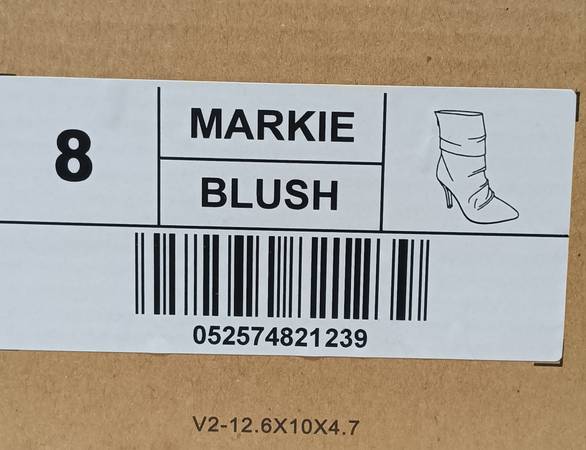 8
MARKIE
BLUSH
052574821239
V2-12.6X10X4.7